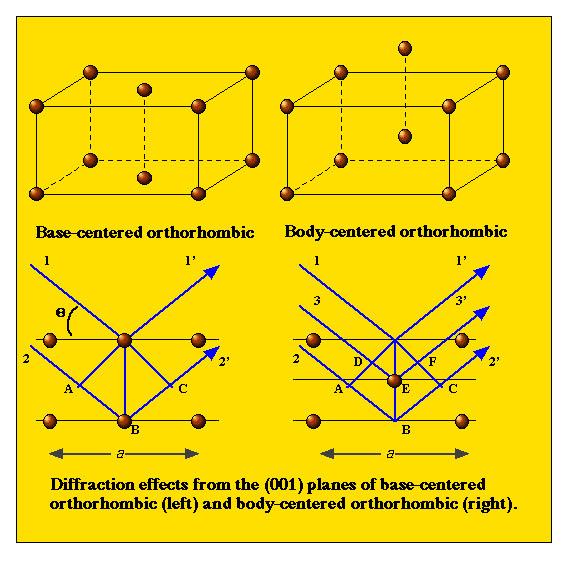 Base-centered orthorhombic
Body-centered orthorhombic
1
1'
θ
2
2'
A
C
B
a
1
1'
3
3'
2
D
F
2'
A
E
C
B
a
Diffraction effects from the (001) planes of base-centered
orthorhombic (left) and body-centered orthorhombic (right).